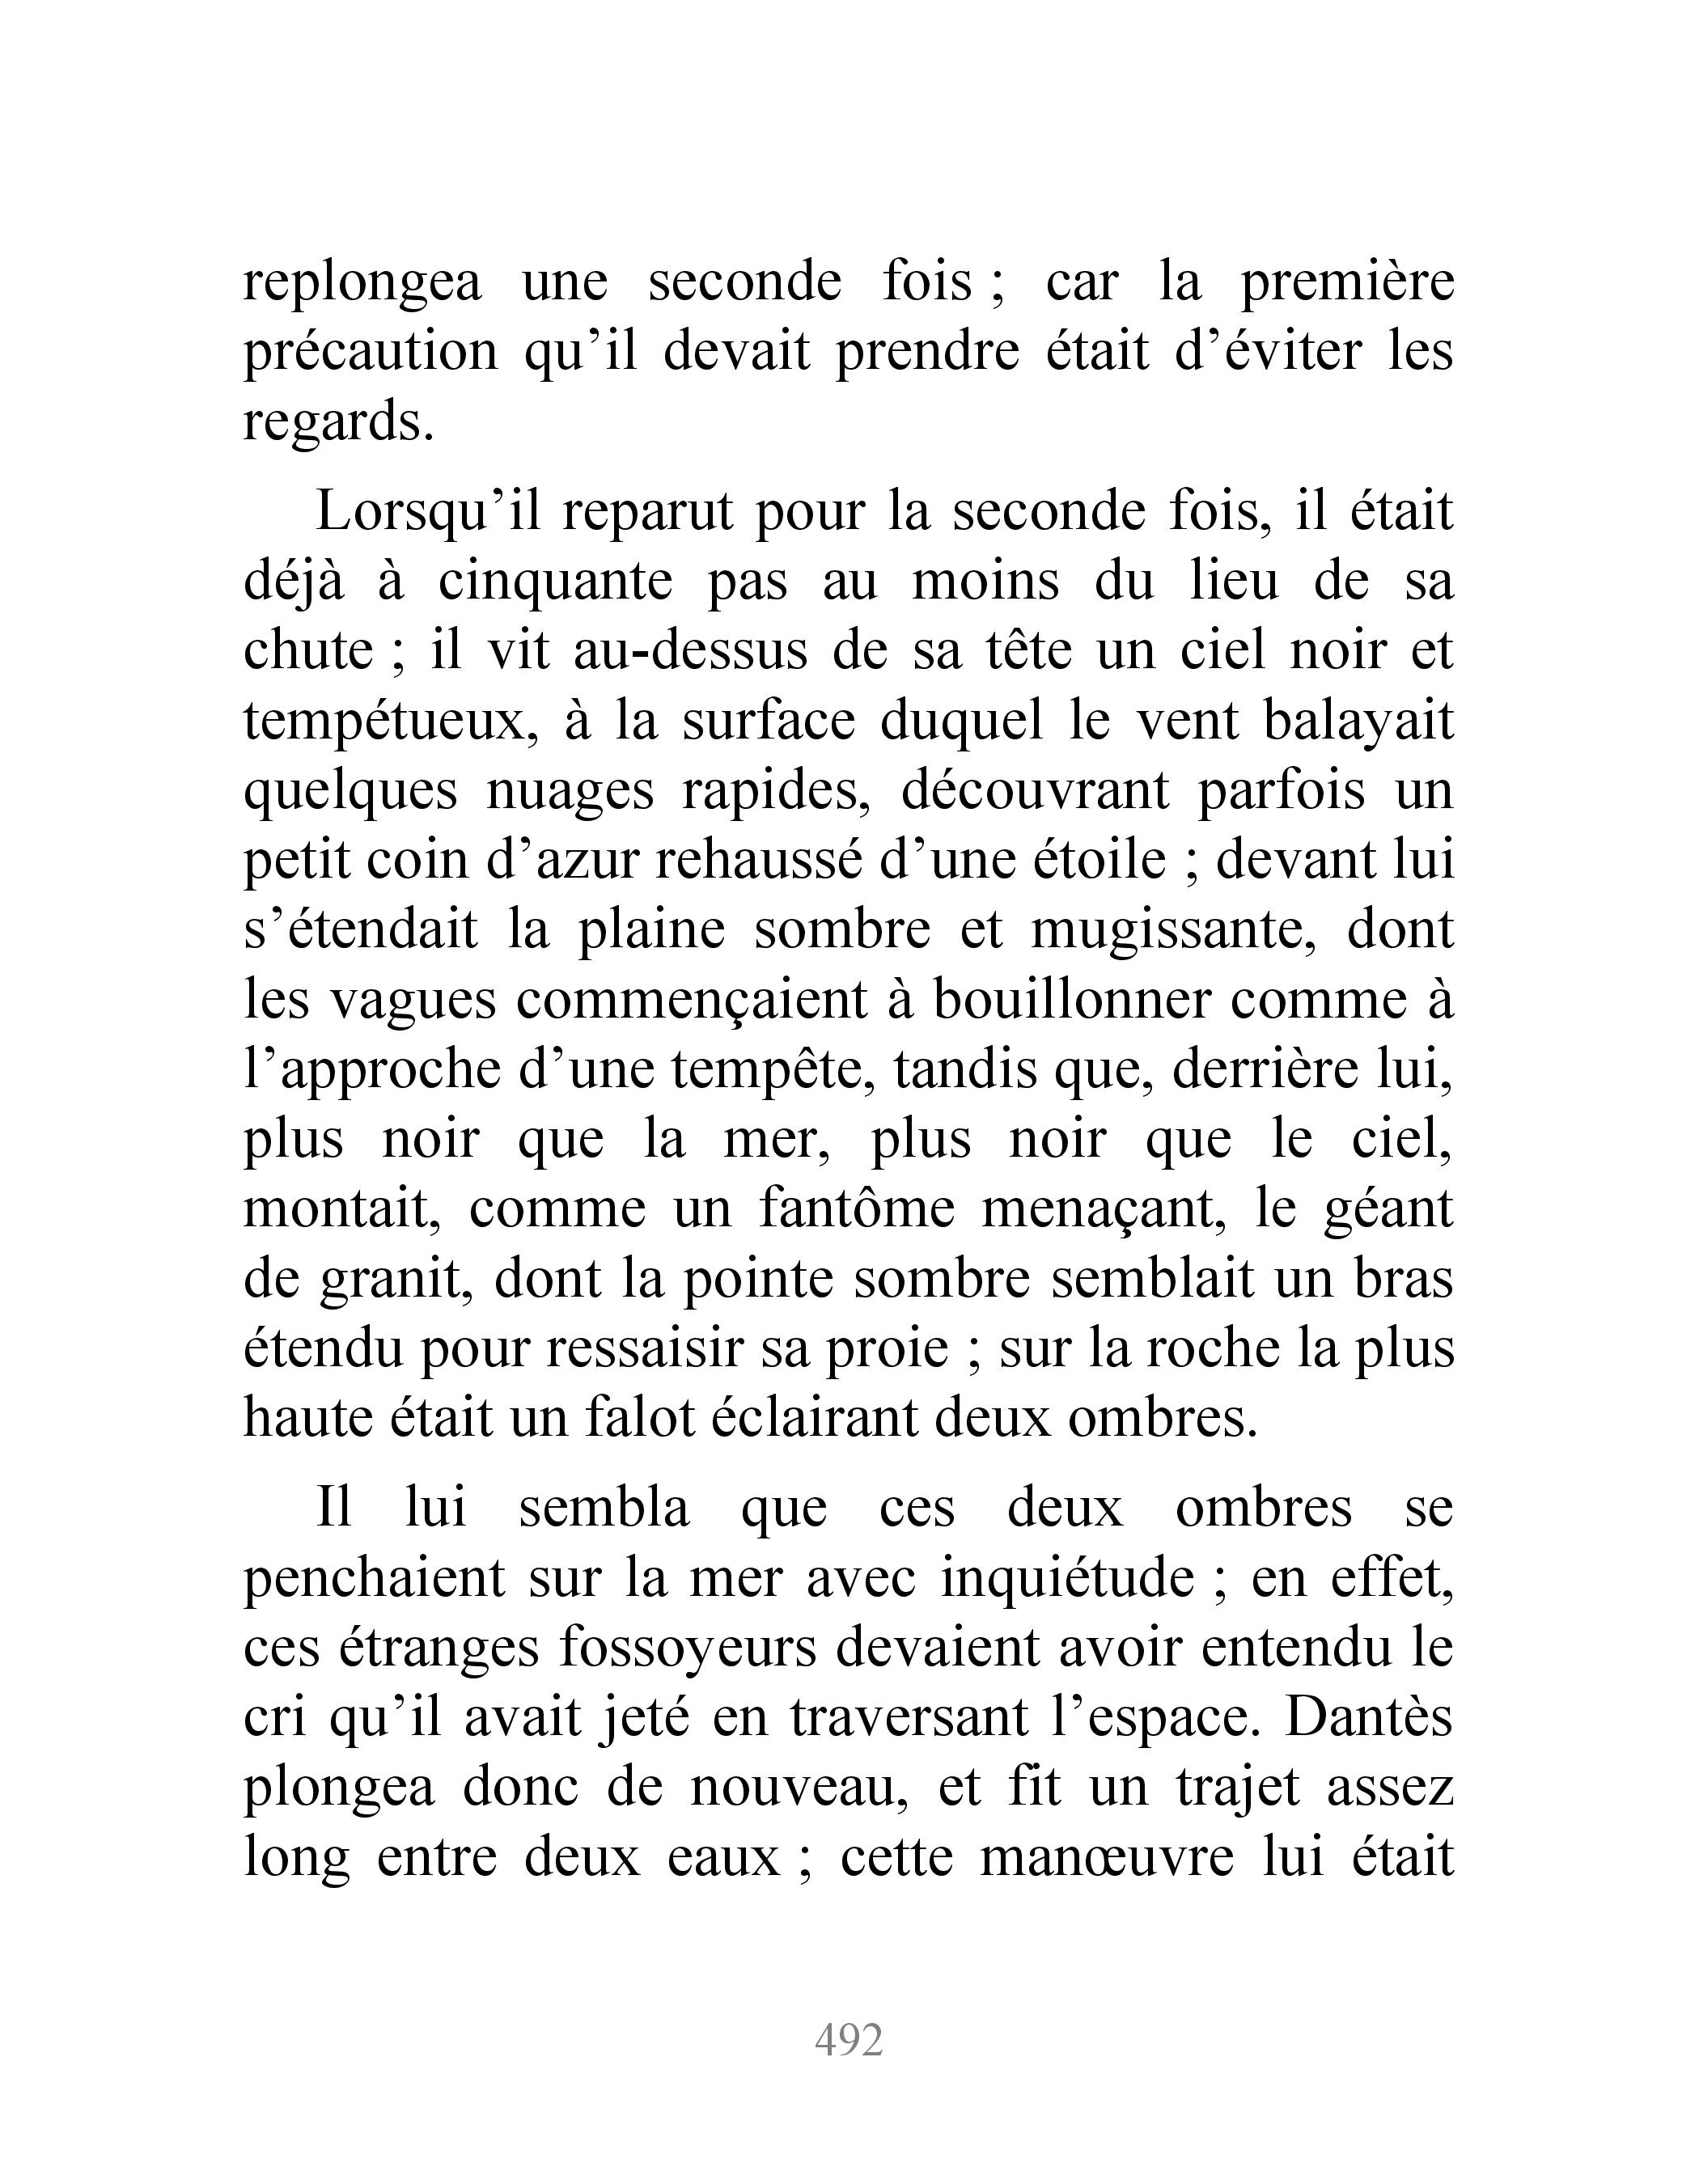 replongea une seconde fois ; car la première
précaution qu’il devait prendre était d’éviter les
regards.
Lorsqu’il reparut pour la seconde fois, il était
déjà à cinquante pas au moins du lieu de sa
chute ; il vit au-dessus de sa tête un ciel noir et
tempétueux, à la surface duquel le vent balayait
quelques nuages rapides, découvrant parfois un
petit coin d’azur rehaussé d’une étoile ; devant lui
s’étendait la plaine sombre et mugissante, dont
les vagues commençaient à bouillonner comme à
l’approche d’une tempête, tandis que, derrière lui,
plus noir que la mer, plus noir que le ciel,
montait, comme un fantôme menaçant, le géant
de granit, dont la pointe sombre semblait un bras
étendu pour ressaisir sa proie ; sur la roche la plus
haute était un falot éclairant deux ombres.
Il lui sembla que ces deux ombres se
penchaient sur la mer avec inquiétude ; en effet,
ces étranges fossoyeurs devaient avoir entendu le
cri qu’il avait jeté en traversant l’espace. Dantès
plongea donc de nouveau, et fit un trajet assez
long entre deux eaux ; cette manœuvre lui était
492